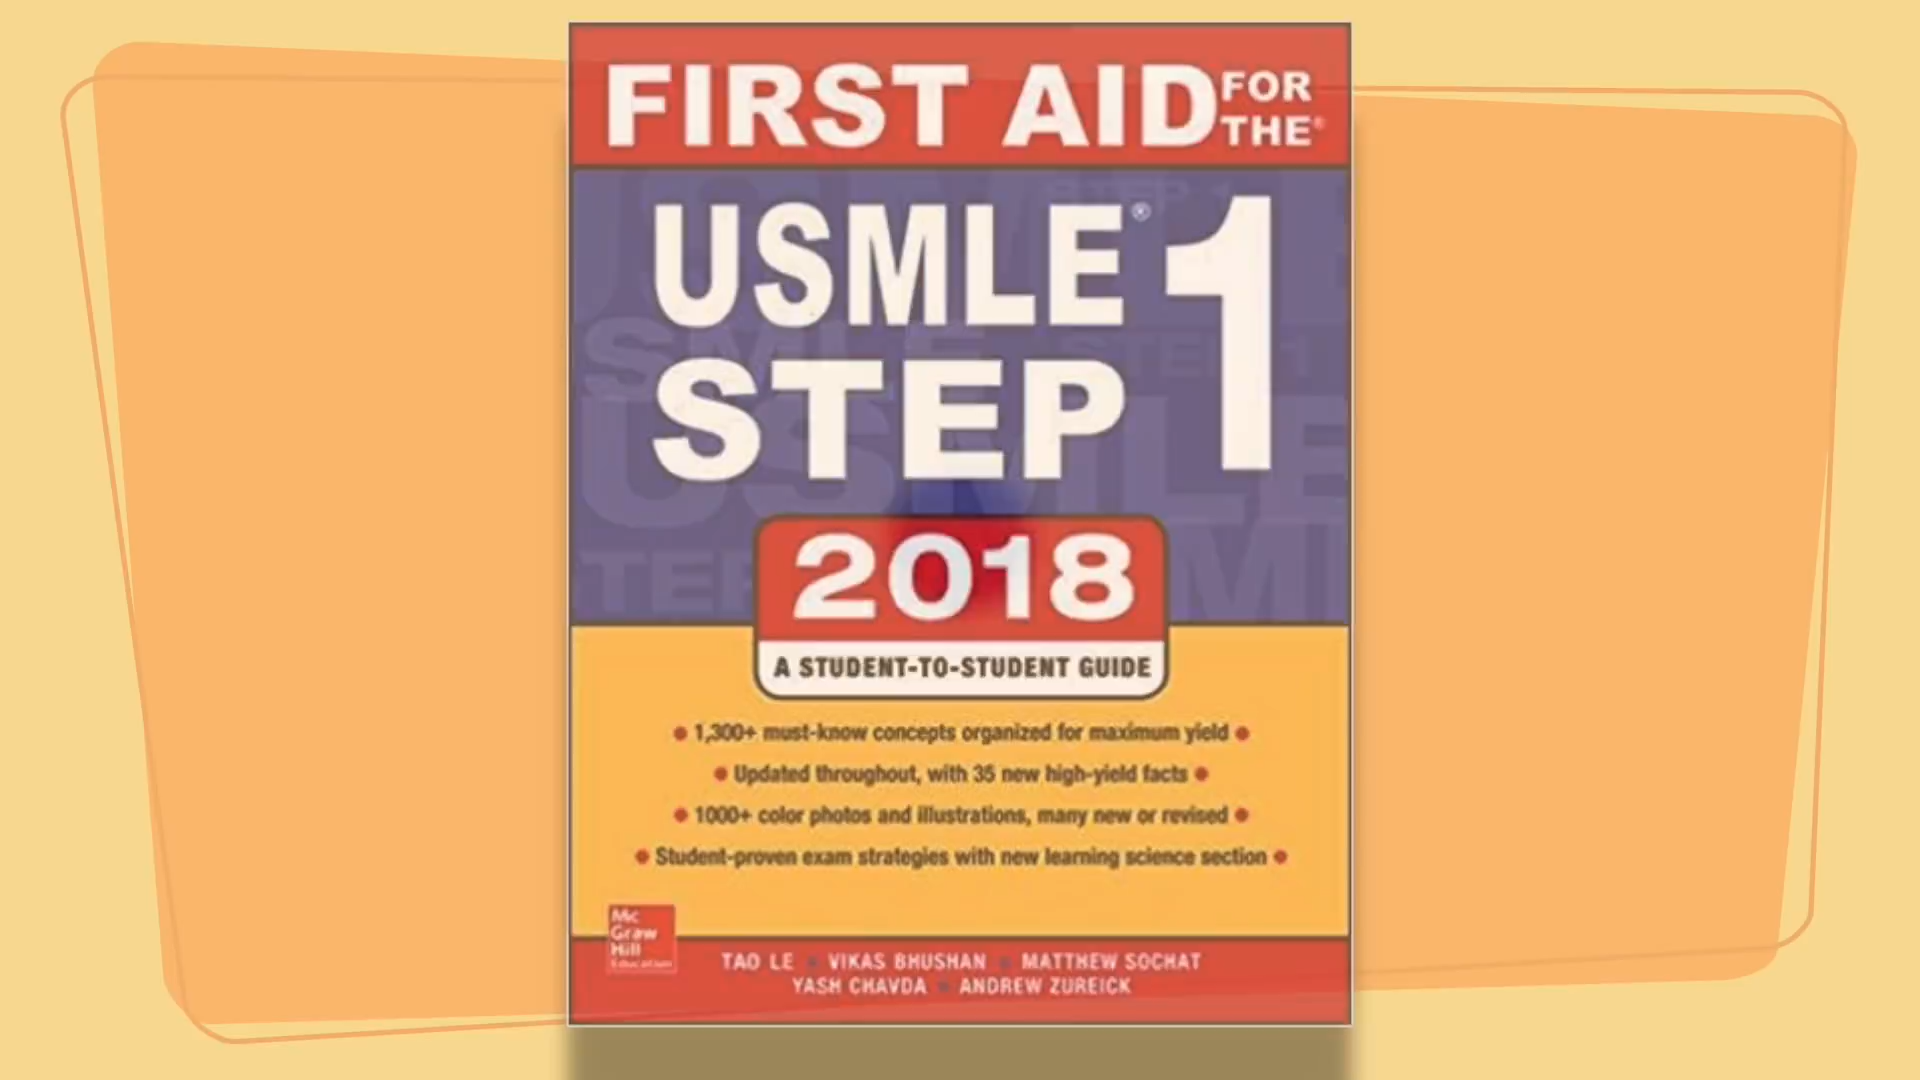 FIRST AID FOR THE®
USMLE®
STEP 1
2018
A STUDENT-TO-STUDENT GUIDE
• 1,300+ must-know concepts organized for maximum yield •
• Updated throughout, with 35 new high-yield facts •
• 1000+ color photos and illustrations, many new or revised •
• Student-proven exam strategies with new learning science section •
Mc
Graw
Hill
Education
TAO LE • VIKAS BHUSHAN • MATTHEW SOCHAT
YASH CHAVDA • ANDREW ZUREICK